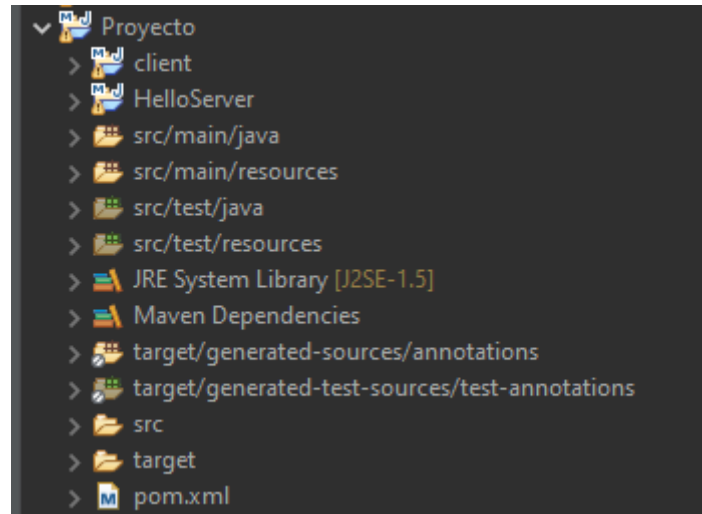 Proyecto
client
HelloServer
src/main/java
src/main/resources
src/test/java
src/test/resources
JRE System Library [J2SE-1.5]
Maven Dependencies
target/generated-sources/annotations
target/generated-test-sources/test-annotations
src
target
pom.xml